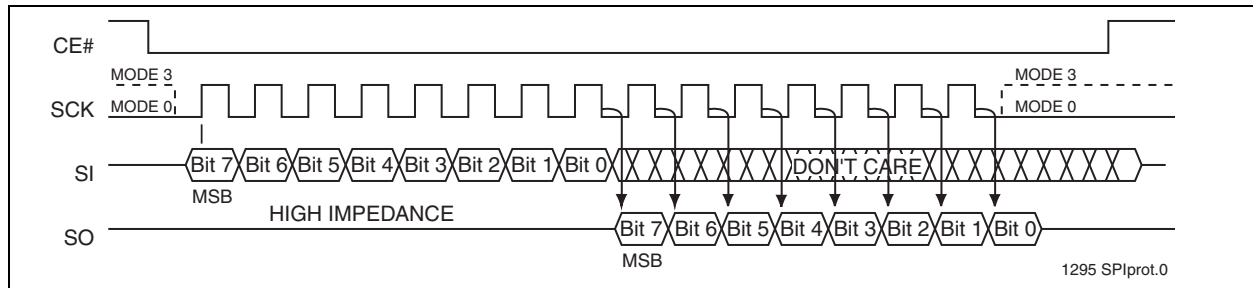 CE#
MODE 3
MODE 3
SCK
MODE 0
MODE 0
SI
Bit 7 Bit 6 Bit 5 Bit 4 Bit 3 Bit 2 Bit 1 Bit 0
DON'T CARE
MSB
HIGH IMPEDANCE
SO
Bit 7 Bit 6 Bit 5 Bit 4 Bit 3 Bit 2 Bit 1 Bit 0
MSB
1295 SPIprot.0